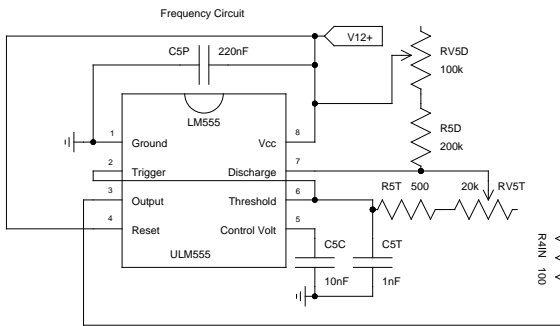 Frequency Circuit
V12+
C5P 220nF
RV5D
100k
LM555
1 Ground
Vcc 8
R5D
200k
2 Trigger
Discharge 7
3 Output
Threshold 6
R5T 500
20k RV5T
4 Reset
Control Volt 5
ULM555
C5C
10nF
C5T
1nF
R4IN 100